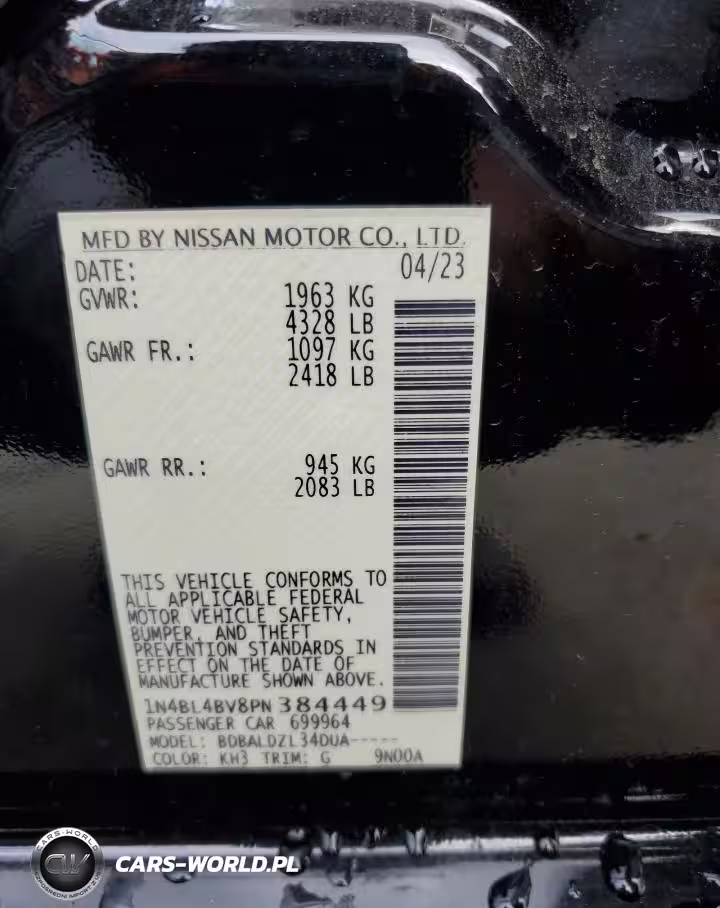 MFD BY NISSAN MOTOR CO., LTD.
DATE: 04/23
GVWR: 1963 KG
4328 LB
GAWR FR.: 1097 KG
2418 LB
GAWR RR.: 945 KG
2083 LB
THIS VEHICLE CONFORMS TO
ALL APPLICABLE FEDERAL
MOTOR VEHICLE SAFETY,
BUMPER, AND THEFT
PREVENTION STANDARDS IN
EFFECT ON THE DATE OF
MANUFACTURE SHOWN ABOVE.
1N4BL4BV8PN384449
PASSENGER CAR 699964
MODEL: BDBALDZL34DUA-----
COLOR: KH3 TRIM: G 9N00A
CARS-WORLD
CW
CARS-WORLD.PL